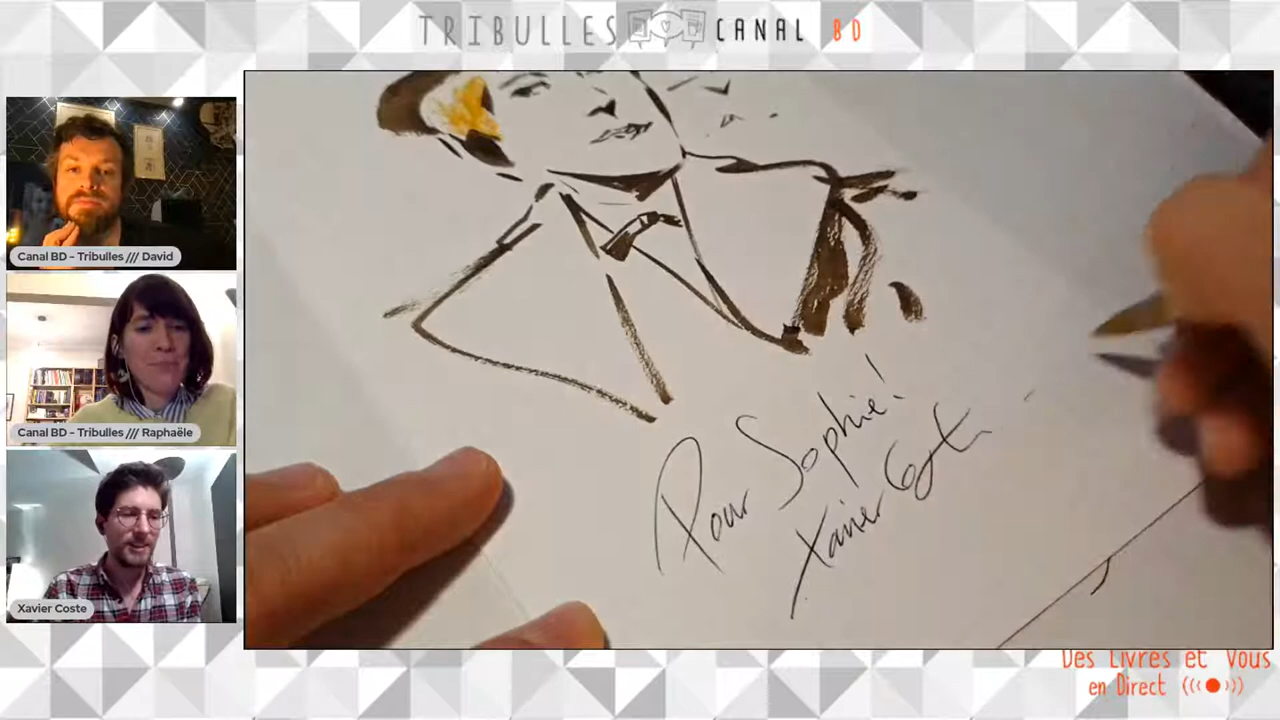 TRIBULLES CANAL BD
Canal BD - Tribulles /// David
Canal BD - Tribulles /// Raphaële
Xavier Coste
Pour Sophie!
Xavier Coste
Des Livres et Vous
en Direct